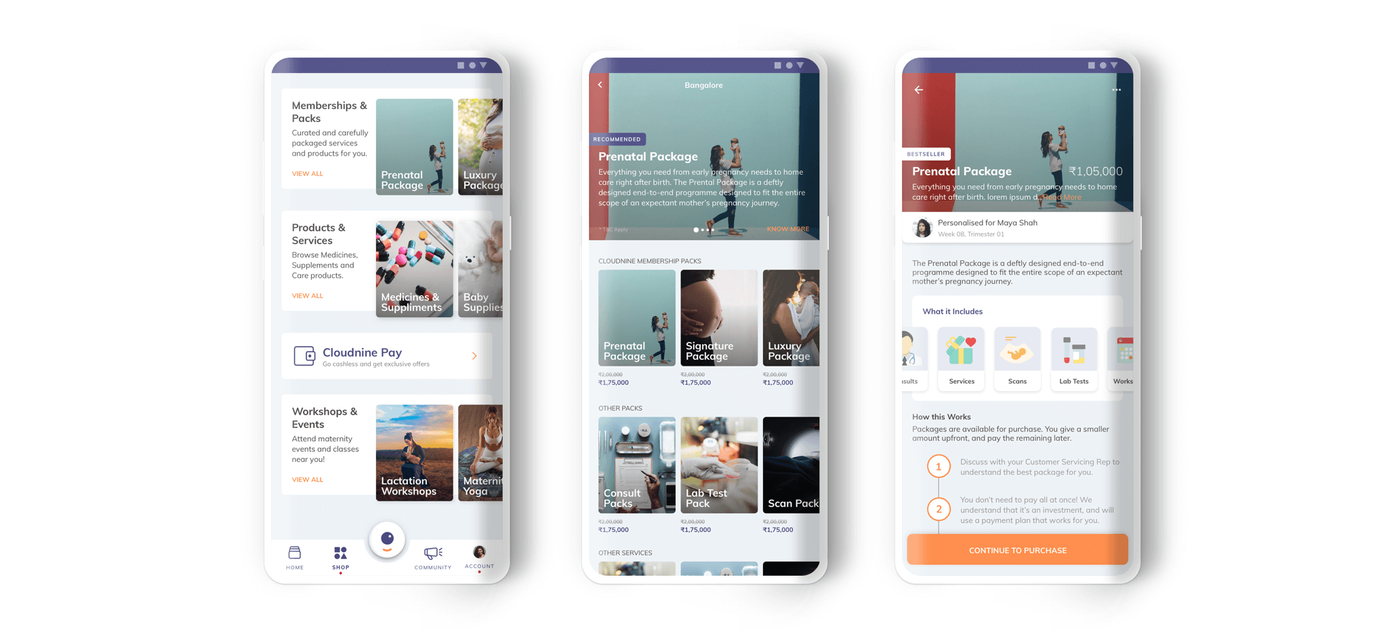 Memberships &
Packs
Curated and carefully
packaged services
and products for you.
VIEW ALL
Prenatal
Package
Luxury
Package
Products &
Services
Browse Medicines,
Supplements and
Care products.
VIEW ALL
Medicines &
Suppliments
Baby
Supplies
Cloudnine Pay
Go cashless and get exclusive offers
Workshops &
Events
Attend maternity
events and classes
near you!
VIEW ALL
Lactation
Workshops
Maternit
Yoga
HOME
SHOP
COMMUNITY
ACCOUNT
Bangalore
RECOMMENDED
Prenatal Package
Everything you need from early pregnancy needs to home
care right after birth. The Prental Package is a deftly
designed end-to-end programme designed to fit the entire
scope of an expectant mother's pregnancy journey.
* T&C Apply
KNOW MORE
CLOUDNINE MEMBERSHIP PACKS
Prenatal
Package
Signature
Package
Luxury
Package
₹2,00,000
₹1,75,000
₹2,00,000
₹1,75,000
₹2,00,000
₹1,75,000
OTHER PACKS
Consult
Packs
Lab Test
Pack
Scan Pack
₹2,00,000
₹1,75,000
₹2,00,000
₹1,75,000
₹2,00,000
₹1,75,000
OTHER SERVICES
BESTSELLER
Prenatal Package
₹1,05,000
Everything you need from early pregnancy needs to home
care right after birth. lorem ipsum d...Read More
Personalised for Maya Shah
Week 08, Trimester 01
The Prenatal Package is a deftly designed end-to-end
programme designed to fit the entire scope of an expectant
mother's pregnancy journey.
What it Includes
nsults
Services
Scans
Lab Tests
Works
How this Works
Packages are available for purchase. You give a smaller
amount upfront, and pay the remaining later.
1
Discuss with your Customer Servicing Rep to
understand the best package for you.
2
You don't need to pay all at once! We
understand that it's an investment, and will
use a payment plan that works for you.
CONTINUE TO PURCHASE